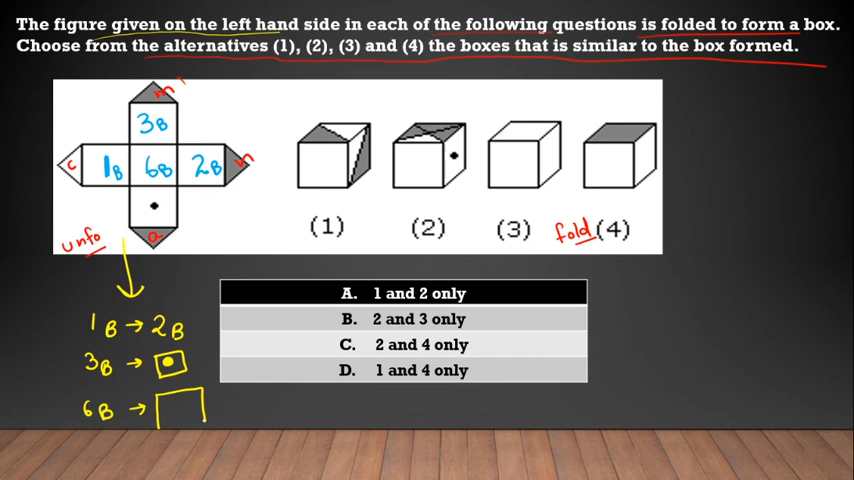 The figure given on the left hand side in each of the following questions is folded to form a box.
Choose from the alternatives (1), (2), (3) and (4) the boxes that is similar to the box formed.
m
3B
c 1B 6B 2B n
a
unfo
(1) (2) (3) fold (4)
A. 1 and 2 only
B. 2 and 3 only
C. 2 and 4 only
D. 1 and 4 only
1B → 2B
3B →
6B →